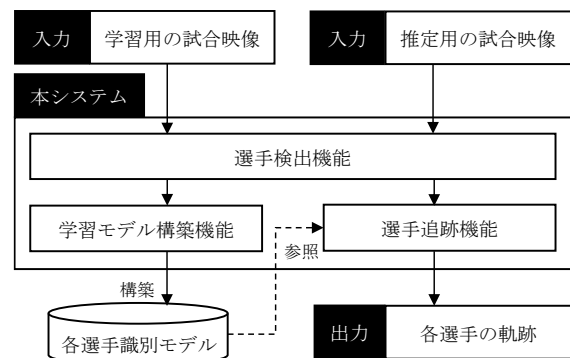 入力 学習用の試合映像
入力 推定用の試合映像
本システム
選手検出機能
学習モデル構築機能
選手追跡機能
参照
構築
各選手識別モデル
出力 各選手の軌跡